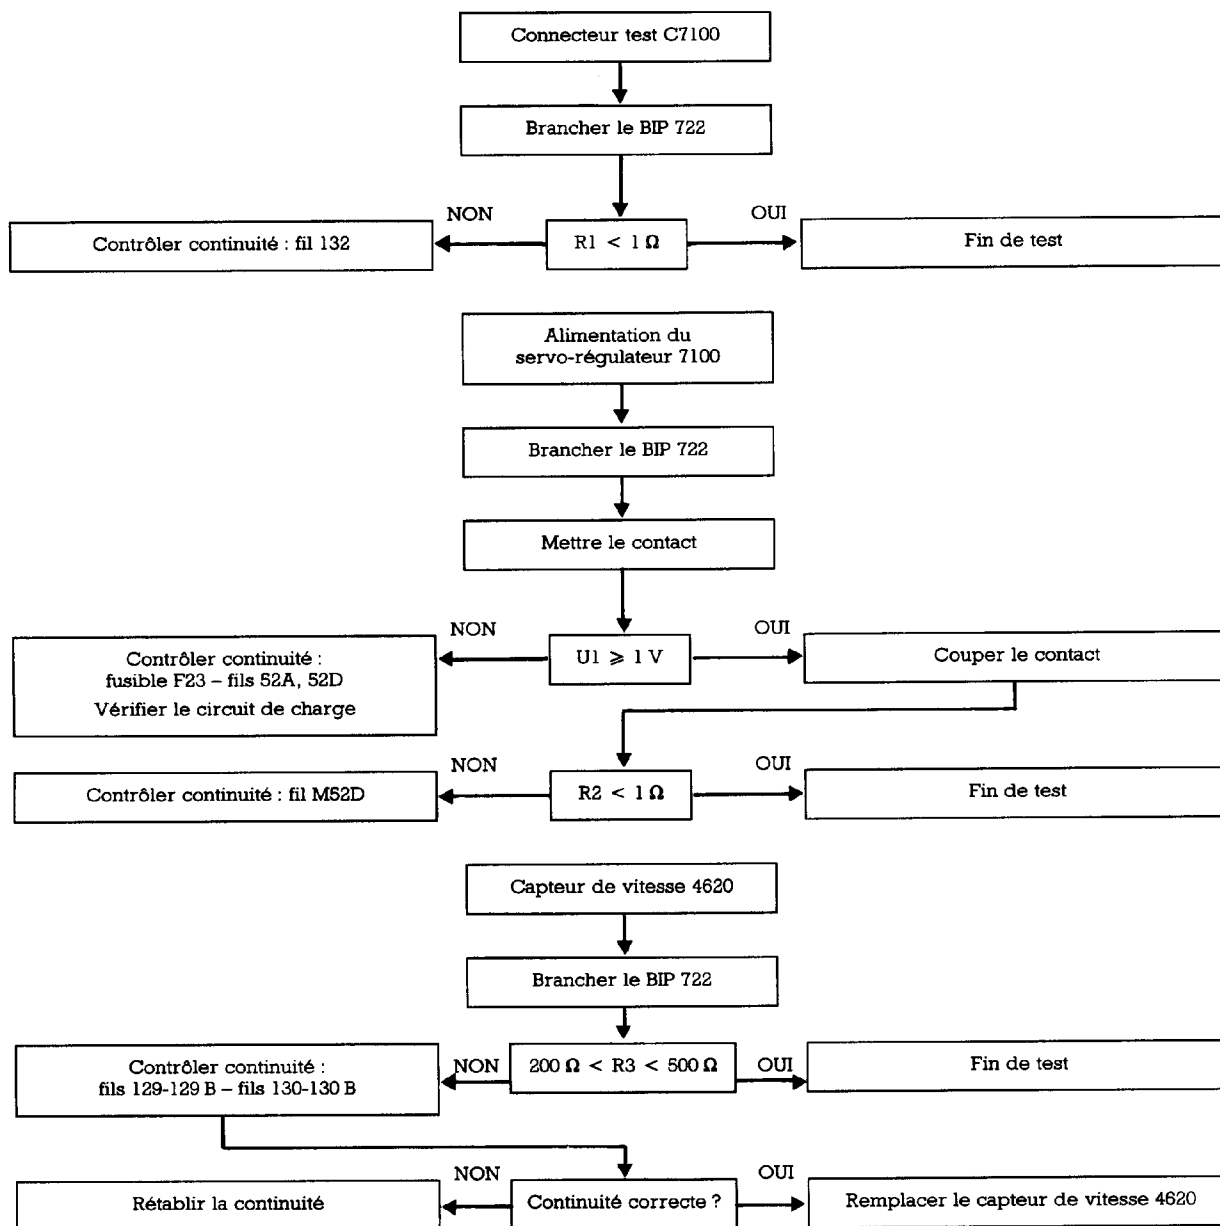 Connecteur test C7100
Brancher le BIP 722
NON
OUI
Contrôler continuité : fil 132
R1 < 1 Ω
Fin de test
Alimentation du
servo-régulateur 7100
Brancher le BIP 722
Mettre le contact
NON
OUI
Contrôler continuité :
fusible F23 – fils 52A, 52D
Vérifier le circuit de charge
U1 ⩾ 1 V
Couper le contact
NON
OUI
Contrôler continuité : fil M52D
R2 < 1 Ω
Fin de test
Capteur de vitesse 4620
Brancher le BIP 722
Contrôler continuité :
fils 129-129 B – fils 130-130 B
NON
200 Ω < R3 < 500 Ω
OUI
Fin de test
NON
OUI
Rétablir la continuité
Continuité correcte ?
Remplacer le capteur de vitesse 4620